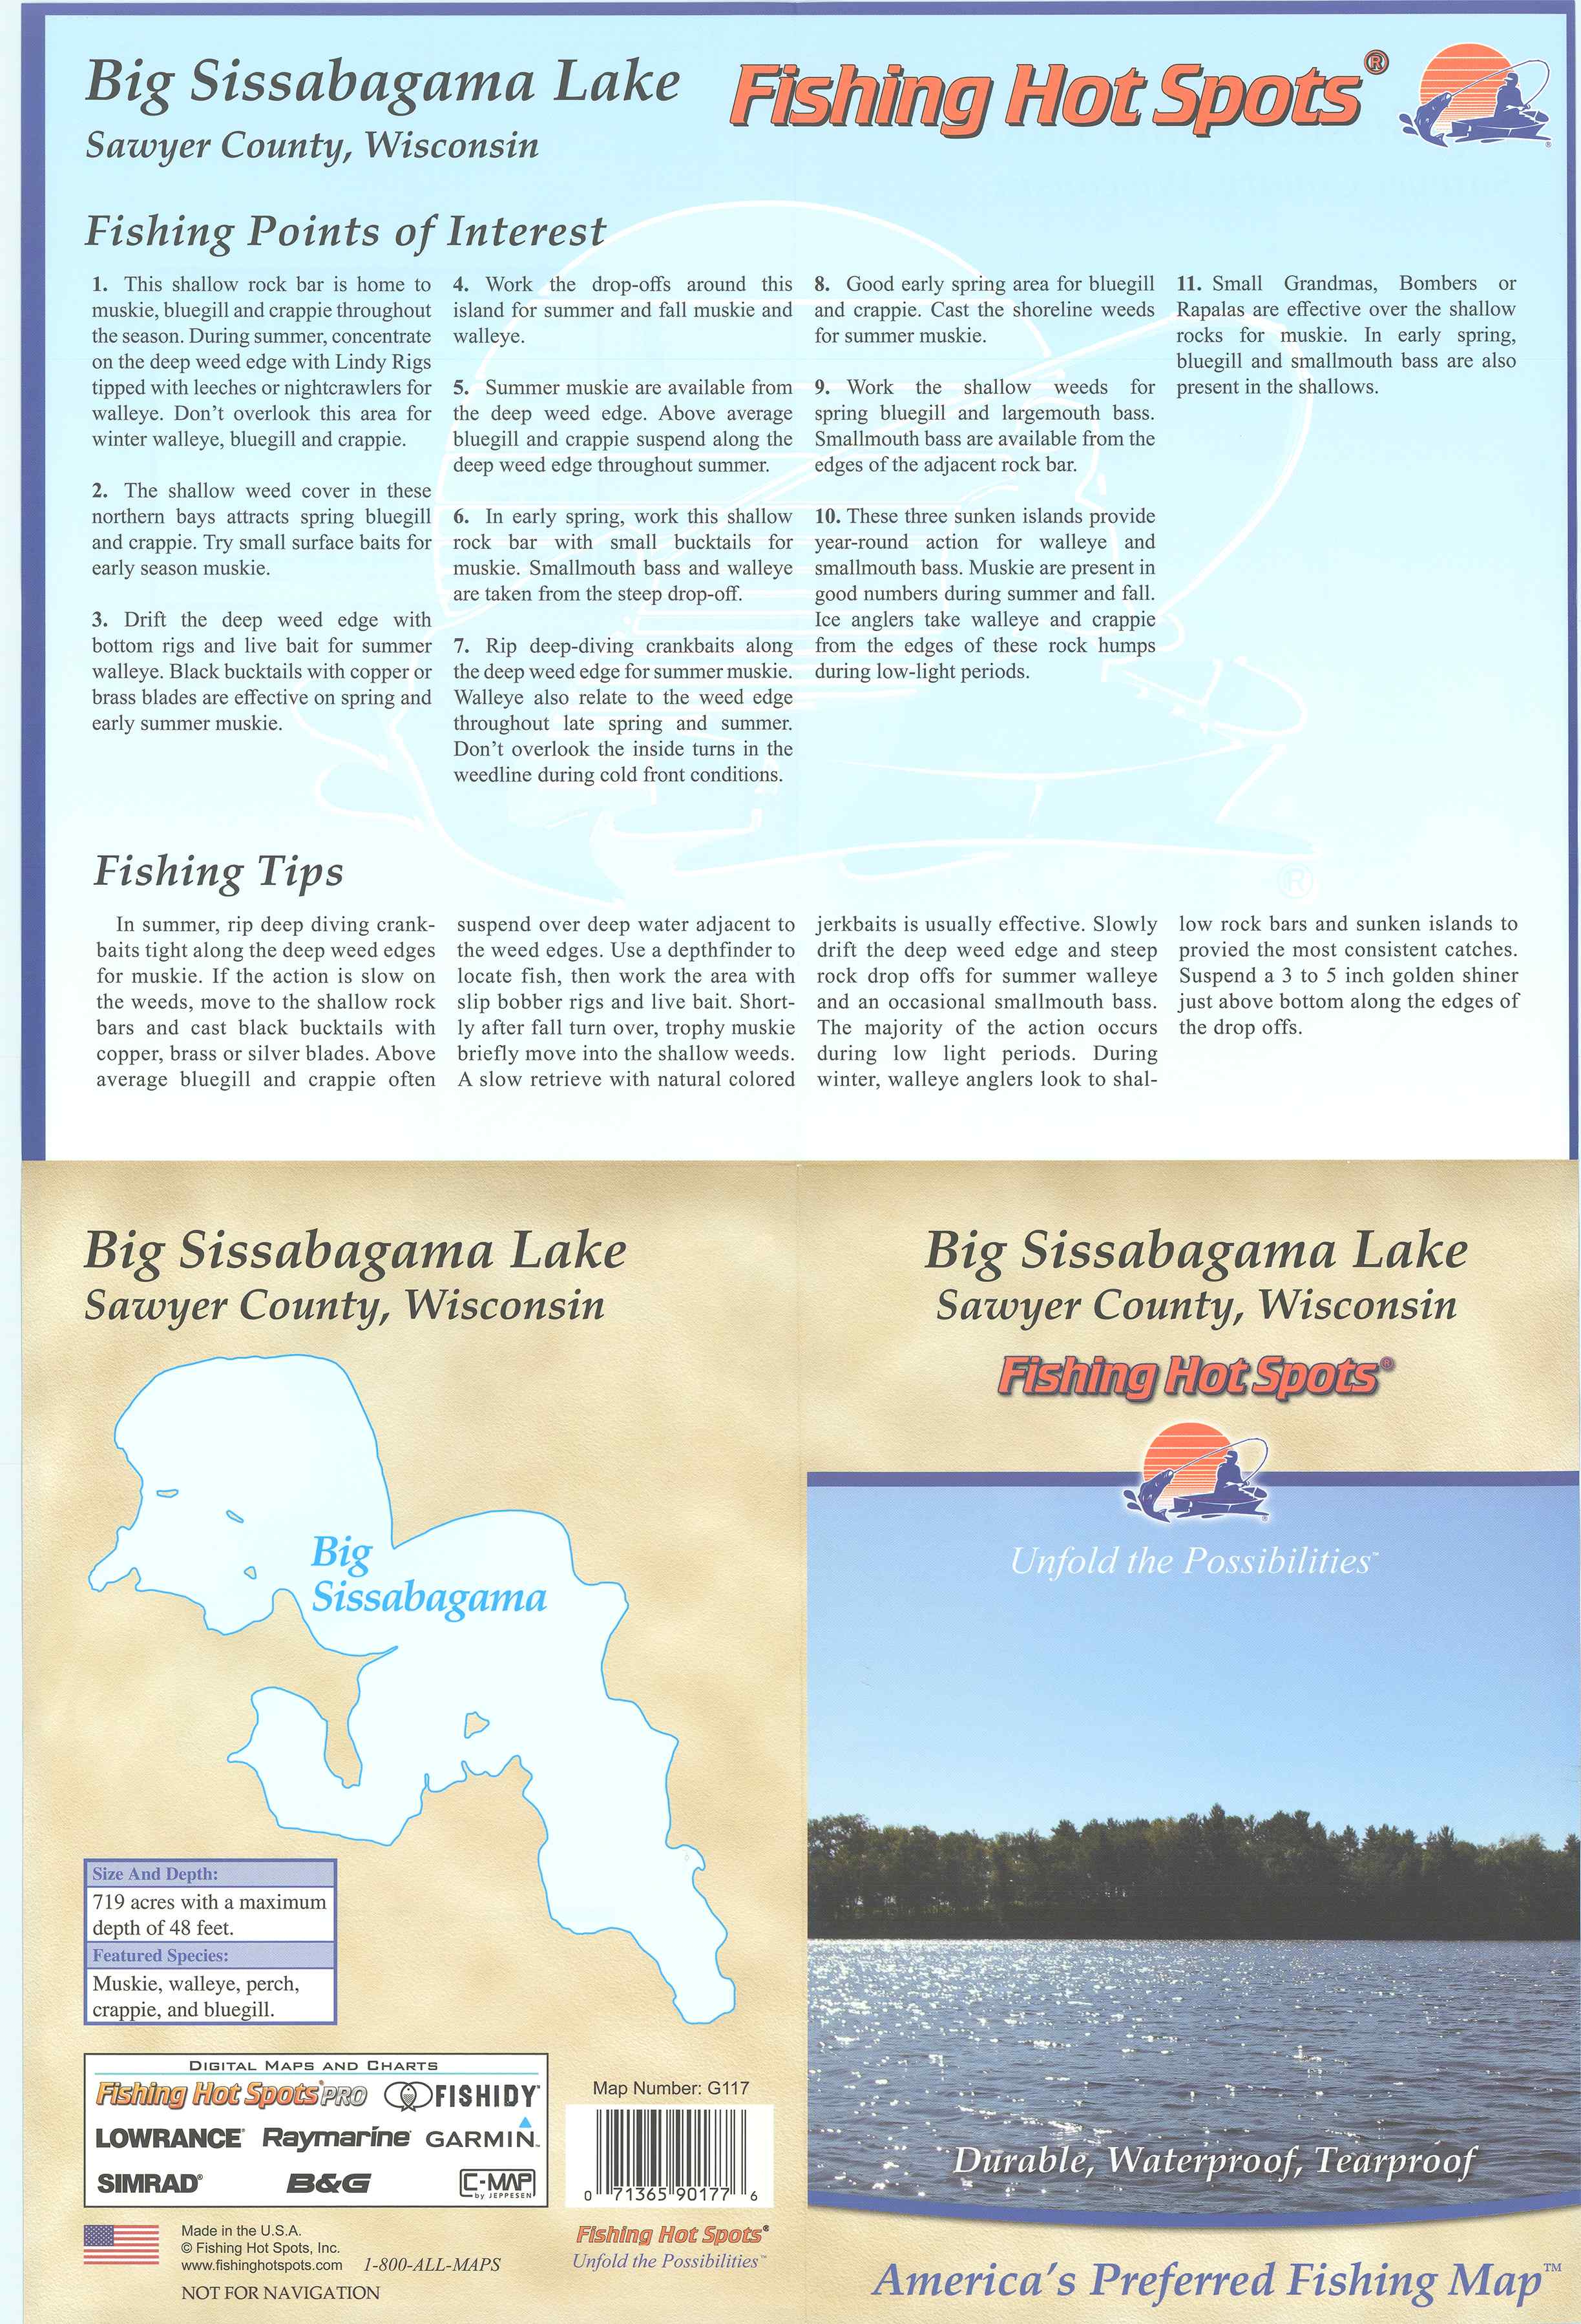 Big Sissabagama Lake
Sawyer County, Wisconsin
Fishing Hot Spots®
Fishing Points of Interest
1. This shallow rock bar is home to
muskie, bluegill and crappie throughout
the season. During summer, concentrate
on the deep weed edge with Lindy Rigs
tipped with leeches or nightcrawlers for
walleye. Don't overlook this area for
winter walleye, bluegill and crappie.
2. The shallow weed cover in these
northern bays attracts spring bluegill
and crappie. Try small surface baits for
early season muskie.
3. Drift the deep weed edge with
bottom rigs and live bait for summer
walleye. Black bucktails with copper or
brass blades are effective on spring and
early summer muskie.
4. Work the drop-offs around this
island for summer and fall muskie and
walleye.
5. Summer muskie are available from
the deep weed edge. Above average
bluegill and crappie suspend along the
deep weed edge throughout summer.
6. In early spring, work this shallow
rock bar with small bucktails for
muskie. Smallmouth bass and walleye
are taken from the steep drop-off.
7. Rip deep-diving crankbaits along
the deep weed edge for summer muskie.
Walleye also relate to the weed edge
throughout late spring and summer.
Don't overlook the inside turns in the
weedline during cold front conditions.
8. Good early spring area for bluegill
and crappie. Cast the shoreline weeds
for summer muskie.
9. Work the shallow weeds for
spring bluegill and largemouth bass.
Smallmouth bass are available from the
edges of the adjacent rock bar.
10. These three sunken islands provide
year-round action for walleye and
smallmouth bass. Muskie are present in
good numbers during summer and fall.
Ice anglers take walleye and crappie
from the edges of these rock humps
during low-light periods.
11. Small Grandmas, Bombers or
Rapalas are effective over the shallow
rocks for muskie. In early spring,
bluegill and smallmouth bass are also
present in the shallows.
Fishing Tips
In summer, rip deep diving crank-
baits tight along the deep weed edges
for muskie. If the action is slow on
the weeds, move to the shallow rock
bars and cast black bucktails with
copper, brass or silver blades. Above
average bluegill and crappie often
suspend over deep water adjacent to
the weed edges. Use a depthfinder to
locate fish, then work the area with
slip bobber rigs and live bait. Short-
ly after fall turn over, trophy muskie
briefly move into the shallow weeds.
A slow retrieve with natural colored
jerkbaits is usually effective. Slowly
drift the deep weed edge and steep
rock drop offs for summer walleye
and an occasional smallmouth bass.
The majority of the action occurs
during low light periods. During
winter, walleye anglers look to shal-
low rock bars and sunken islands to
provied the most consistent catches.
Suspend a 3 to 5 inch golden shiner
just above bottom along the edges of
the drop offs.
Big Sissabagama Lake
Sawyer County, Wisconsin
Big
Sissabagama
Size And Depth:
719 acres with a maximum
depth of 48 feet.
Featured Species:
Muskie, walleye, perch,
crappie, and bluegill.
DIGITAL MAPS AND CHARTS
Fishing Hot Spots® PRO FISHIDY
LOWRANCE Raymarine GARMIN
SIMRAD® B&G C-MAP
by JEPPESEN
Map Number: G117
0 71365 90177 6
Made in the U.S.A.
© Fishing Hot Spots, Inc.
www.fishinghotspots.com 1-800-ALL-MAPS
NOT FOR NAVIGATION
Fishing Hot Spots®
Unfold the Possibilities™
Big Sissabagama Lake
Sawyer County, Wisconsin
Fishing Hot Spots®
Unfold the Possibilities™
Durable, Waterproof, Tearproof
America's Preferred Fishing Map™